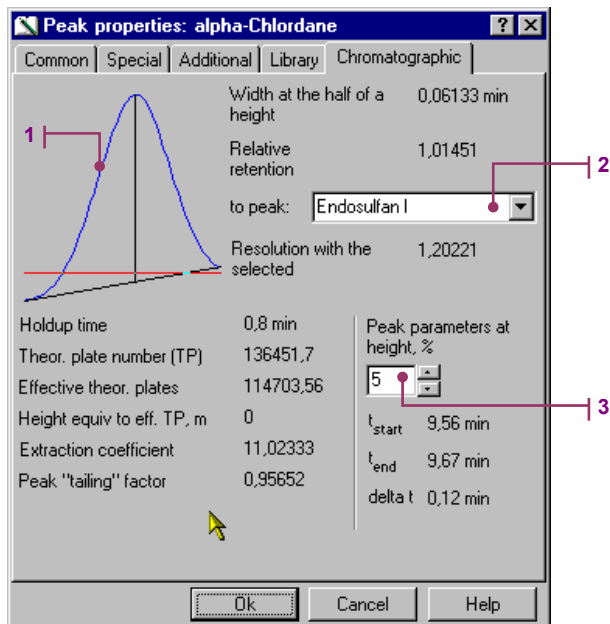 Peak properties: alpha-Chlordane
Common Special Additional Library Chromatographic
1
Width at the half of a height 0,06133 min
Relative retention 1,01451
2
to peak: Endosulfan I
Resolution with the selected 1,20221
Holdup time 0,8 min
Theor. plate number (TP) 136451,7
Effective theor. plates 114703,56
Height equiv to eff. TP, m 0
Extraction coefficient 11,02333
Peak "tailing" factor 0,95652
Peak parameters at
height, %
5
3
tstart 9,56 min
tend 9,67 min
delta t 0,12 min
Ok Cancel Help